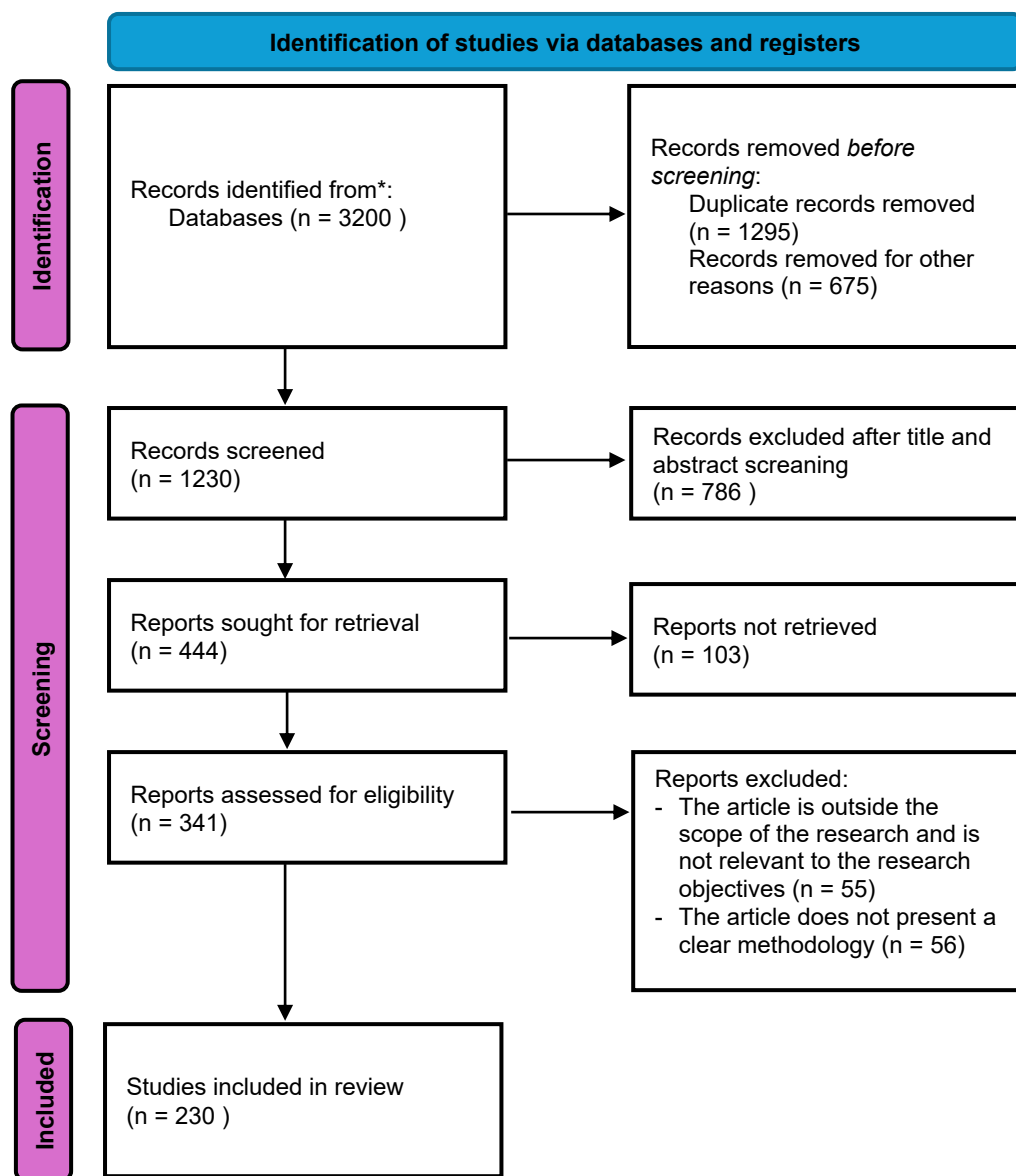 Identification of studies via databases and registers
Identification
Records identified from*:
Databases (n = 3200 )
Records removed before
screening:
Duplicate records removed
(n = 1295)
Records removed for other
reasons (n = 675)
Screening
Records screened
(n = 1230)
Records excluded after title and
abstract screaning
(n = 786 )
Reports sought for retrieval
(n = 444)
Reports not retrieved
(n = 103)
Reports assessed for eligibility
(n = 341)
Reports excluded:
- The article is outside the
scope of the research and is
not relevant to the research
objectives (n = 55)
- The article does not present a
clear methodology (n = 56)
Included
Studies included in review
(n = 230 )